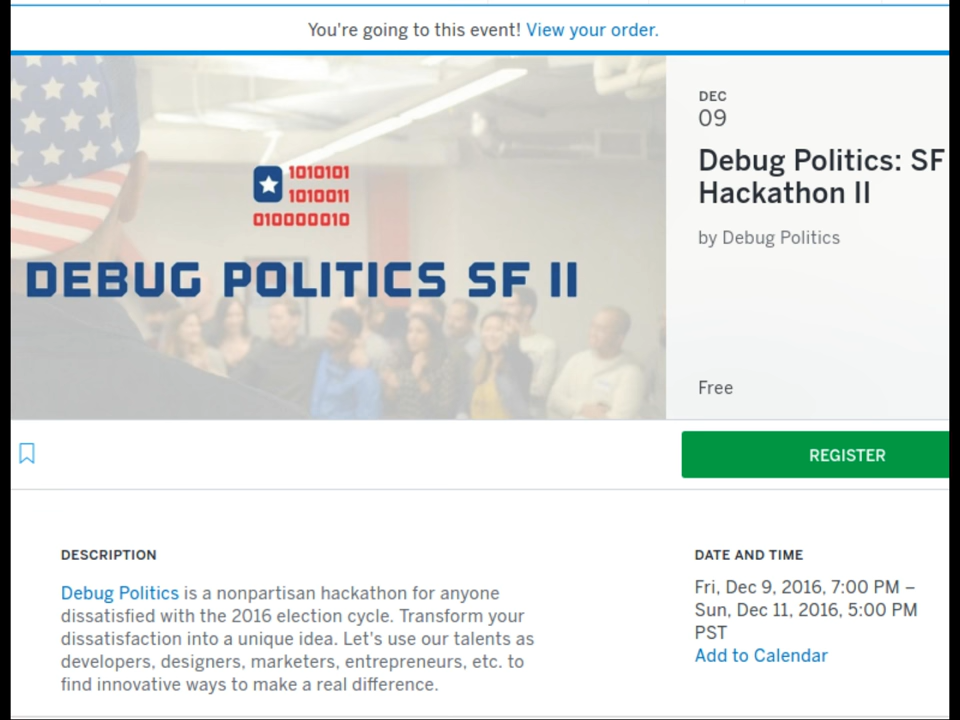 You're going to this event! View your order.
1010101
1010011
010000010
DEBUG POLITICS SF II
DEC
09
Debug Politics: SF
Hackathon II
by Debug Politics
Free
REGISTER
DESCRIPTION
Debug Politics is a nonpartisan hackathon for anyone
dissatisfied with the 2016 election cycle. Transform your
dissatisfaction into a unique idea. Let's use our talents as
developers, designers, marketers, entrepreneurs, etc. to
find innovative ways to make a real difference.
DATE AND TIME
Fri, Dec 9, 2016, 7:00 PM –
Sun, Dec 11, 2016, 5:00 PM
PST
Add to Calendar